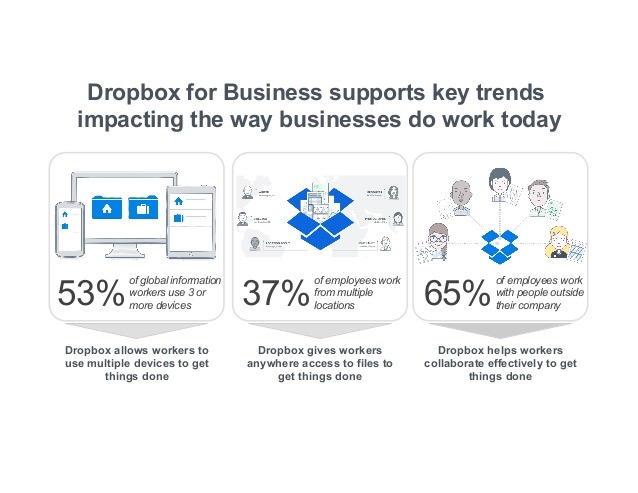 Dropbox for Business supports key trends
impacting the way businesses do work today
53%
of global information
workers use 3 or
more devices
37%
of employees work
from multiple
locations
65%
of employees work
with people outside
their company
Dropbox allows workers to
use multiple devices to get
things done
Dropbox gives workers
anywhere access to files to
get things done
Dropbox helps workers
collaborate effectively to get
things done